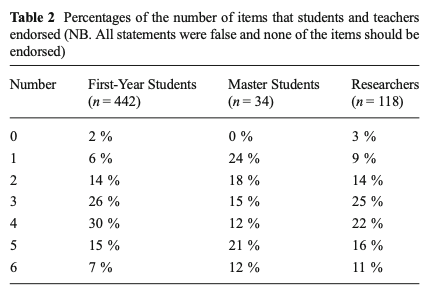 Table 2 Percentages of the number of items that students and teachers
endorsed (NB. All statements were false and none of the items should be
endorsed)
Number First-Year Students Master Students Researchers
(n = 442) (n = 34) (n = 118)
0 2 % 0 % 3 %
1 6 % 24 % 9 %
2 14 % 18 % 14 %
3 26 % 15 % 25 %
4 30 % 12 % 22 %
5 15 % 21 % 16 %
6 7 % 12 % 11 %